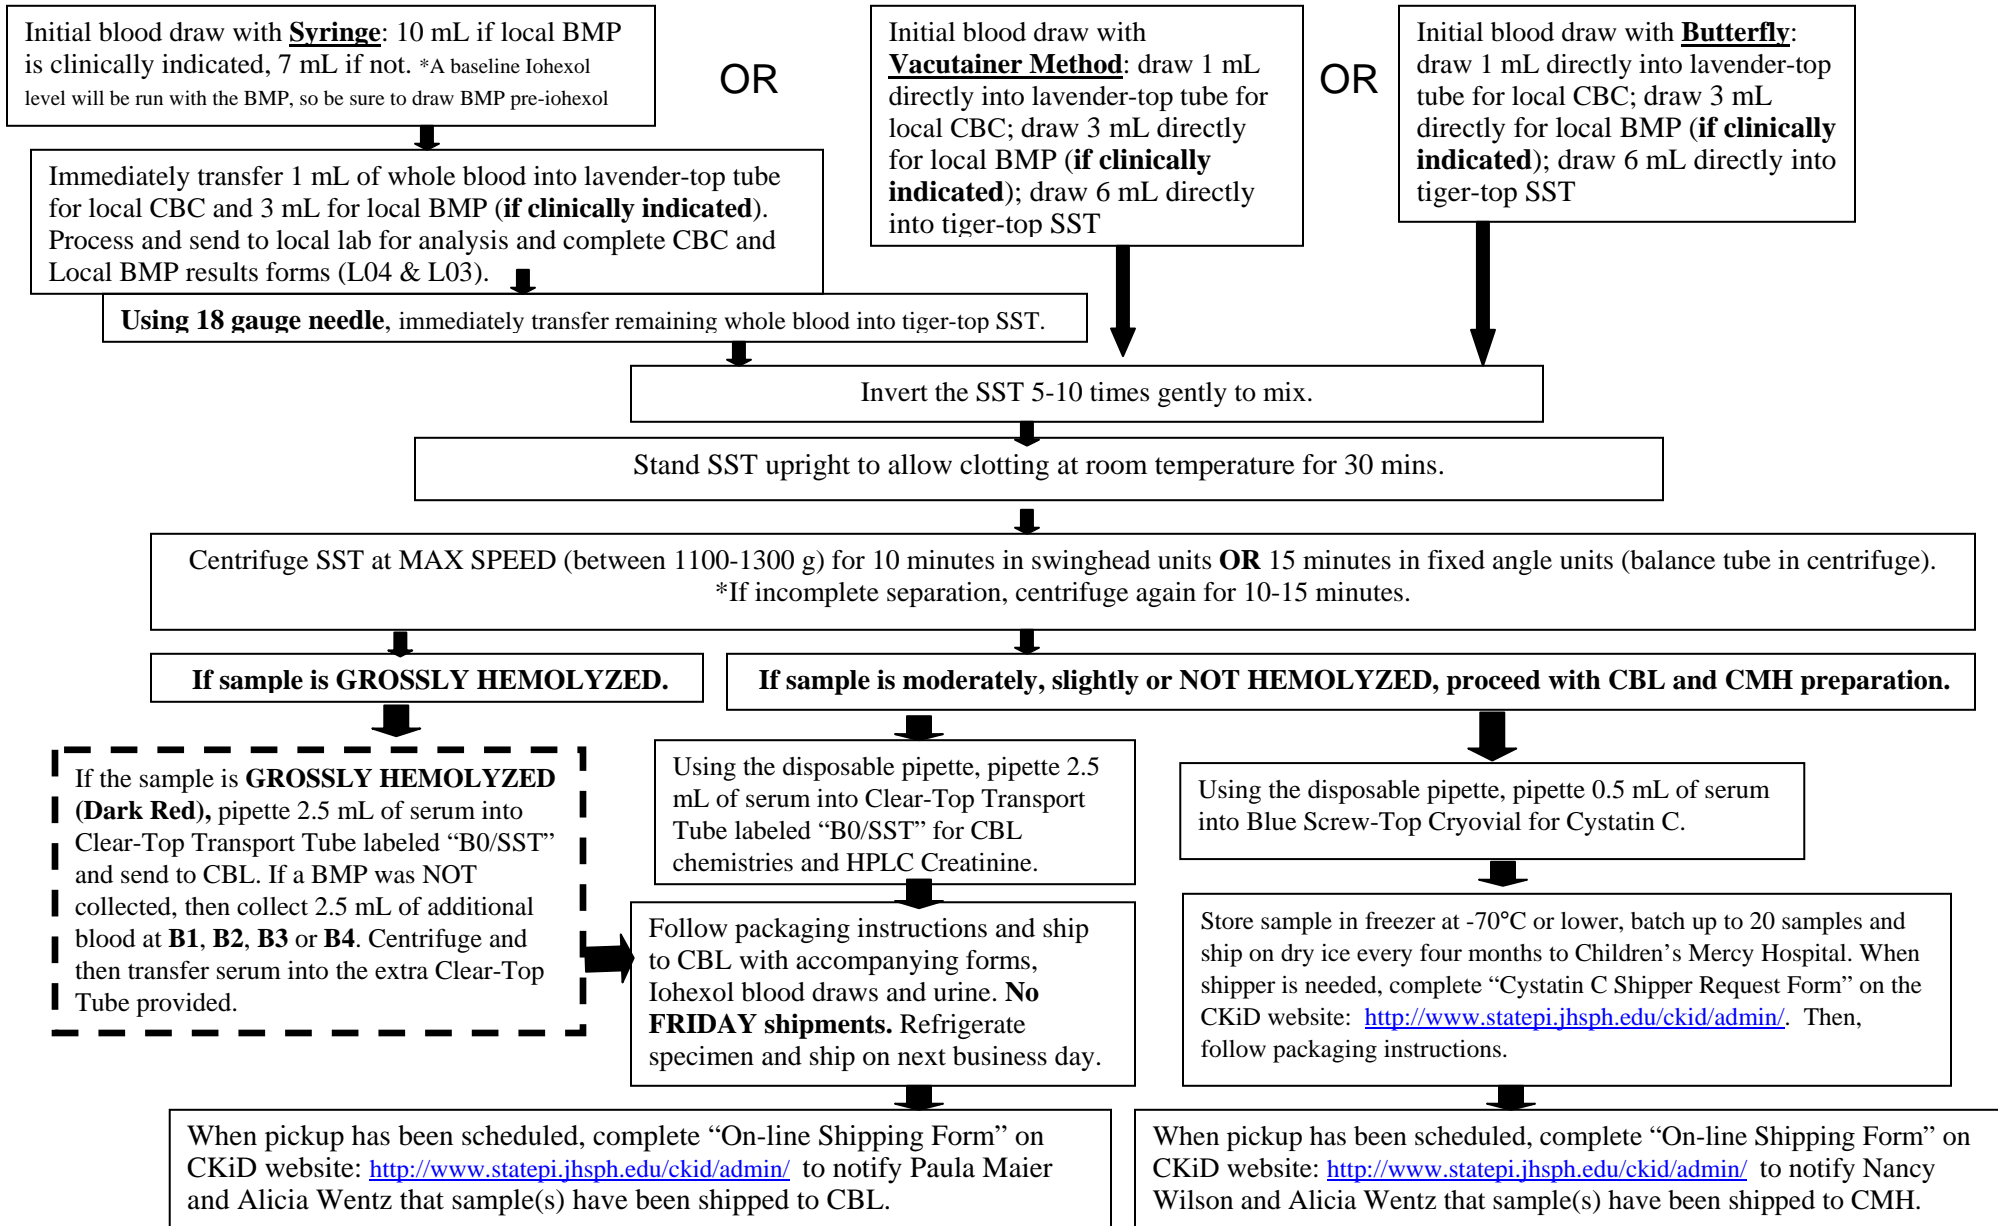 Initial blood draw with Syringe: 10 mL if local BMP
is clinically indicated, 7 mL if not. *A baseline Iohexol
level will be run with the BMP, so be sure to draw BMP pre-iohexol
OR
Initial blood draw with
Vacutainer Method: draw 1 mL
directly into lavender-top tube for
local CBC; draw 3 mL directly
for local BMP (if clinically
indicated); draw 6 mL directly
into tiger-top SST
OR
Initial blood draw with Butterfly:
draw 1 mL directly into lavender-top
tube for local CBC; draw 3 mL
directly for local BMP (if clinically
indicated); draw 6 mL directly into
tiger-top SST
Immediately transfer 1 mL of whole blood into lavender-top tube
for local CBC and 3 mL for local BMP (if clinically indicated).
Process and send to local lab for analysis and complete CBC and
Local BMP results forms (L04 & L03).
Using 18 gauge needle, immediately transfer remaining whole blood into tiger-top SST.
Invert the SST 5-10 times gently to mix.
Stand SST upright to allow clotting at room temperature for 30 mins.
Centrifuge SST at MAX SPEED (between 1100-1300 g) for 10 minutes in swinghead units OR 15 minutes in fixed angle units (balance tube in centrifuge).
*If incomplete separation, centrifuge again for 10-15 minutes.
If sample is GROSSLY HEMOLYZED.
If sample is moderately, slightly or NOT HEMOLYZED, proceed with CBL and CMH preparation.
If the sample is GROSSLY HEMOLYZED
(Dark Red), pipette 2.5 mL of serum into
Clear-Top Transport Tube labeled “B0/SST”
and send to CBL. If a BMP was NOT
collected, then collect 2.5 mL of additional
blood at B1, B2, B3 or B4. Centrifuge and
then transfer serum into the extra Clear-Top
Tube provided.
Using the disposable pipette, pipette 2.5
mL of serum into Clear-Top Transport
Tube labeled “B0/SST” for CBL
chemistries and HPLC Creatinine.
Using the disposable pipette, pipette 0.5 mL of serum
into Blue Screw-Top Cryovial for Cystatin C.
Follow packaging instructions and ship
to CBL with accompanying forms,
Iohexol blood draws and urine. No
FRIDAY shipments. Refrigerate
specimen and ship on next business day.
Store sample in freezer at -70°C or lower, batch up to 20 samples and
ship on dry ice every four months to Children’s Mercy Hospital. When
shipper is needed, complete “Cystatin C Shipper Request Form” on the
CKiD website: http://www.statepi.jhsph.edu/ckid/admin/. Then,
follow packaging instructions.
When pickup has been scheduled, complete “On-line Shipping Form” on
CKiD website: http://www.statepi.jhsph.edu/ckid/admin/ to notify Paula Maier
and Alicia Wentz that sample(s) have been shipped to CBL.
When pickup has been scheduled, complete “On-line Shipping Form” on
CKiD website: http://www.statepi.jhsph.edu/ckid/admin/ to notify Nancy
Wilson and Alicia Wentz that sample(s) have been shipped to CMH.